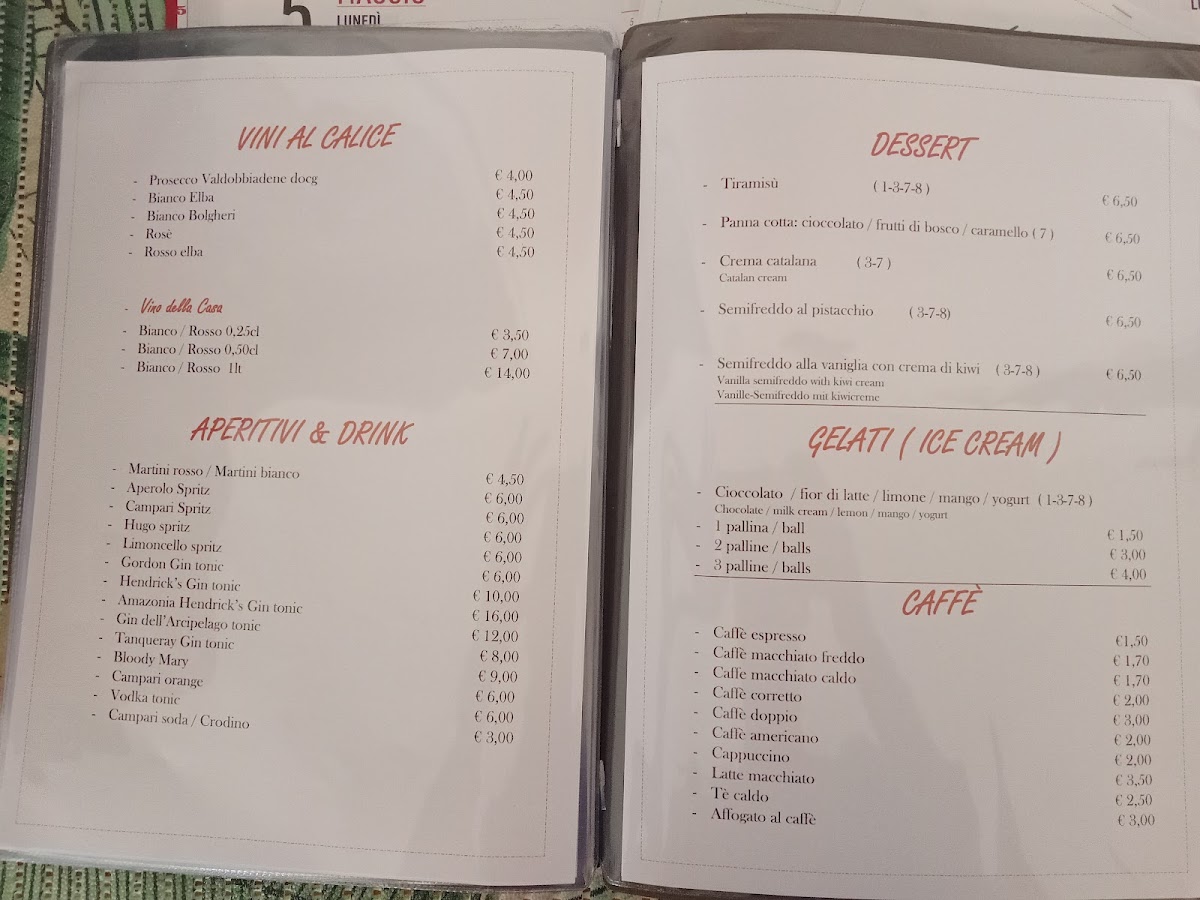 5
MAGGIO
LUNEDÌ
VINI AL CALICE
- Prosecco Valdobbiadene docg € 4,00
- Bianco Elba € 4,50
- Bianco Bolgheri € 4,50
- Rosè € 4,50
- Rosso elba € 4,50
- Vino della Casa
- Bianco / Rosso 0,25cl € 3,50
- Bianco / Rosso 0,50cl € 7,00
- Bianco / Rosso 1lt € 14,00
APERITIVI & DRINK
- Martini rosso / Martini bianco € 4,50
- Aperolo Spritz € 6,00
- Campari Spritz € 6,00
- Hugo spritz € 6,00
- Limoncello spritz € 6,00
- Gordon Gin tonic € 6,00
- Hendrick's Gin tonic € 10,00
- Amazonia Hendrick's Gin tonic € 16,00
- Gin dell'Arcipelago tonic € 12,00
- Tanqueray Gin tonic € 8,00
- Bloody Mary € 9,00
- Campari orange € 6,00
- Vodka tonic € 6,00
- Campari soda / Crodino € 3,00
DESSERT
- Tiramisù ( 1-3-7-8 ) € 6,50
- Panna cotta: cioccolato / frutti di bosco / caramello ( 7 ) € 6,50
- Crema catalana ( 3-7 ) € 6,50
Catalan cream
- Semifreddo al pistacchio ( 3-7-8) € 6,50
- Semifreddo alla vaniglia con crema di kiwi ( 3-7-8 ) € 6,50
Vanilla semifreddo with kiwi cream
Vanille-Semifreddo mit kiwicreme
GELATI ( ICE CREAM )
- Cioccolato / fior di latte / limone / mango / yogurt ( 1-3-7-8 )
Chocolate / milk cream / lemon / mango / yogurt
- 1 pallina / ball € 1,50
- 2 palline / balls € 3,00
- 3 palline / balls € 4,00
CAFFÈ
- Caffè espresso €1,50
- Caffè macchiato freddo € 1,70
- Caffe macchiato caldo € 1,70
- Caffè corretto € 2,00
- Caffè doppio € 3,00
- Caffè americano € 2,00
- Cappuccino € 2,00
- Latte macchiato € 3,50
- Tè caldo € 2,50
- Affogato al caffè € 3,00